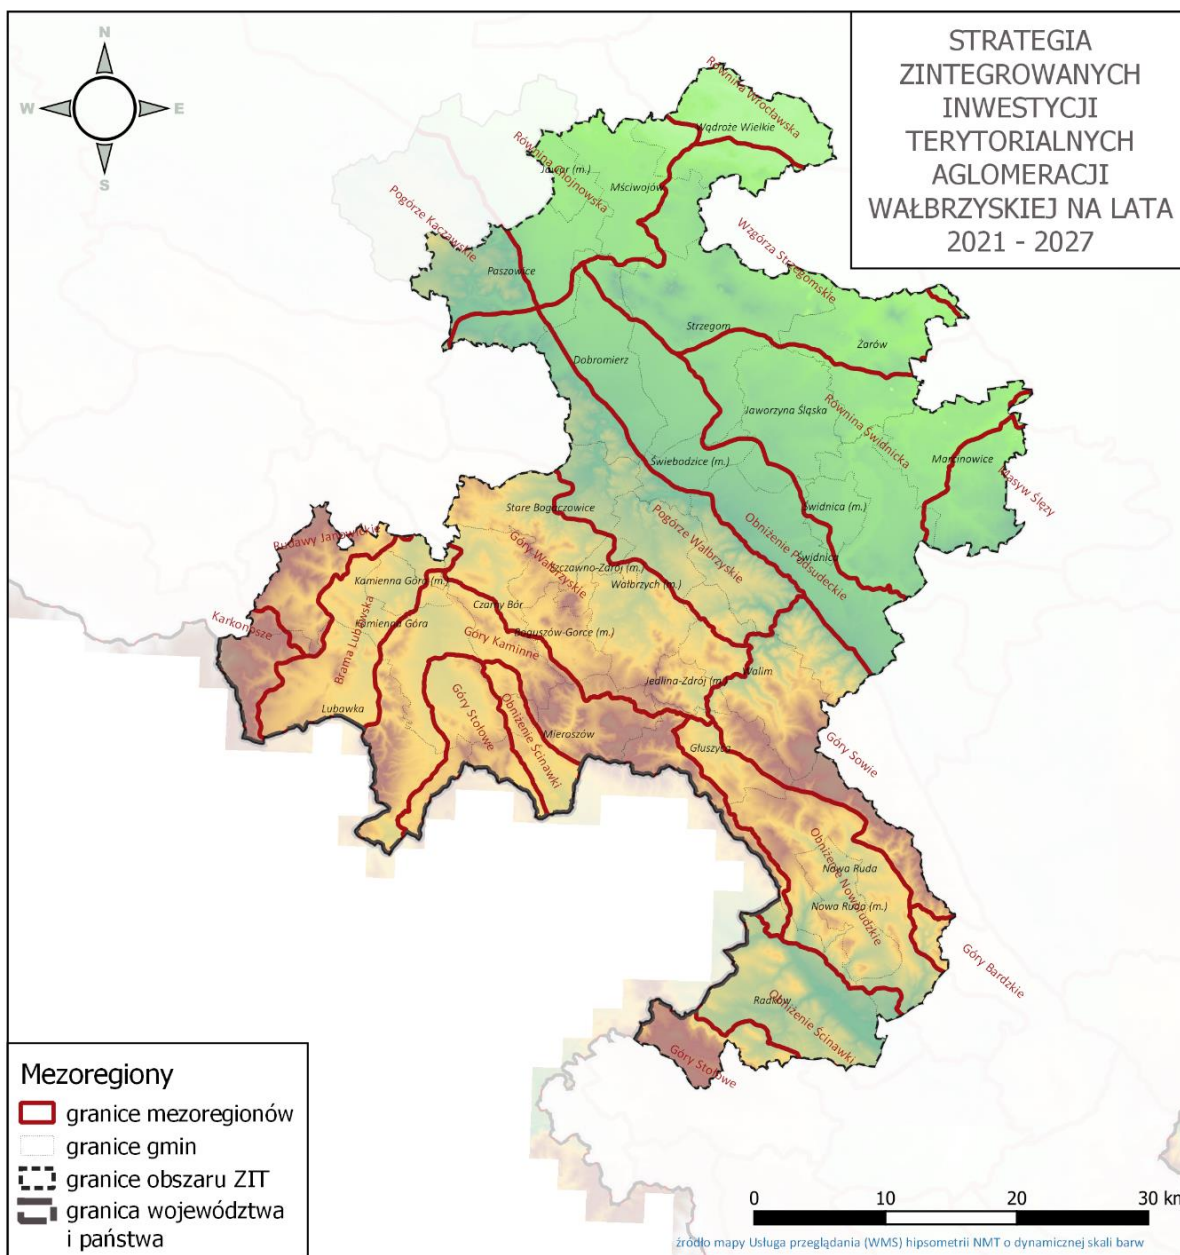 N
W
E
S
STRATEGIA
ZINTEGROWANYCH
INWESTYCJI
TERYTORIALNYCH
AGLOMERACJI
WAŁBRZYSKIEJ NA LATA
2021 - 2027
Równina Wrocławska
Wądroże Wielkie
Równina Chojnowska
Jawor (m.)
Mściwojów
Pogórze Kaczawskie
Paszowice
Wzgórza Strzegomskie
Strzegom
Żarów
Dobromierz
Jaworzyna Śląska
Równina Świdnicka
Marcinowice
Masyw Ślęzy
Świebodzice (m.)
Stare Bogaczowice
Świdnica (m.)
Pogórze Wałbrzyskie
Obniżenie Podsudeckie
Świdnica
Rudawy Janowickie
Góry Wałbrzyskie
Szczawno-Zdrój (m.)
Wałbrzych (m.)
Kamienna Góra (m.)
Czarny Bór
Karkonosze
Brama Lubawska
Kamienna Góra
Boguszów-Gorce (m.)
Góry Kaminne
Walim
Jedlina-Zdrój (m.)
Lubawka
Góry Stołowe
Obniżenie Ścinawki
Mieroszów
Głuszyca
Góry Sowie
Obniżenie Noworudzkie
Nowa Ruda
Nowa Ruda (m.)
Góry Bardzkie
Radków
Obniżenie Ścinawki
Góry Stołowe
Mezoregiony
granice mezoregionów
granice gmin
granice obszaru ZIT
granica województwa
i państwa
0 10 20 30 km
źródło mapy Usługa przeglądania (WMS) hipsometrii NMT o dynamicznej skali barw